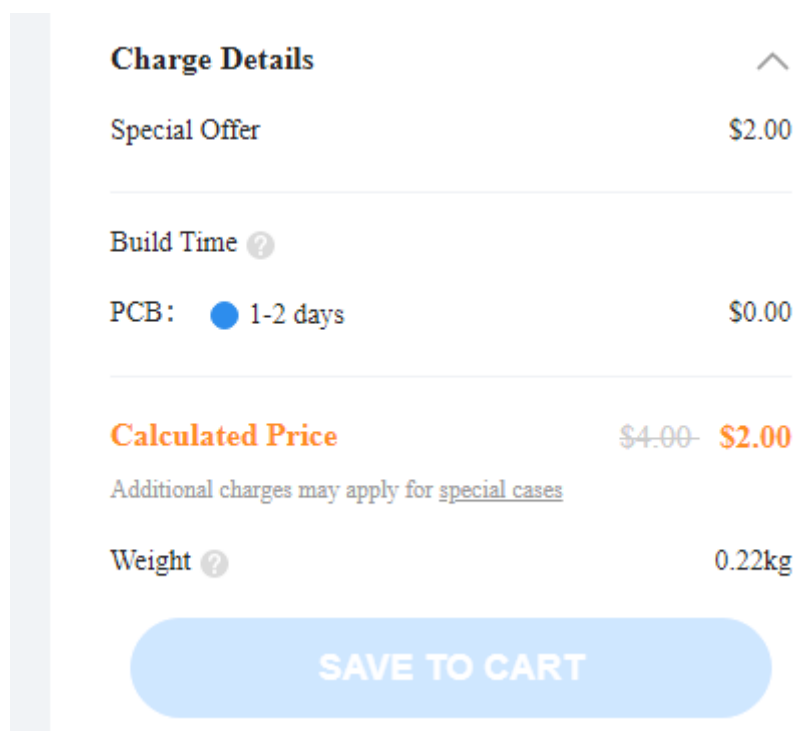 Charge Details
Special Offer $2.00
Build Time ?
PCB: 1-2 days $0.00
Calculated Price $4.00 $2.00
Additional charges may apply for special cases
Weight ? 0.22kg
SAVE TO CART